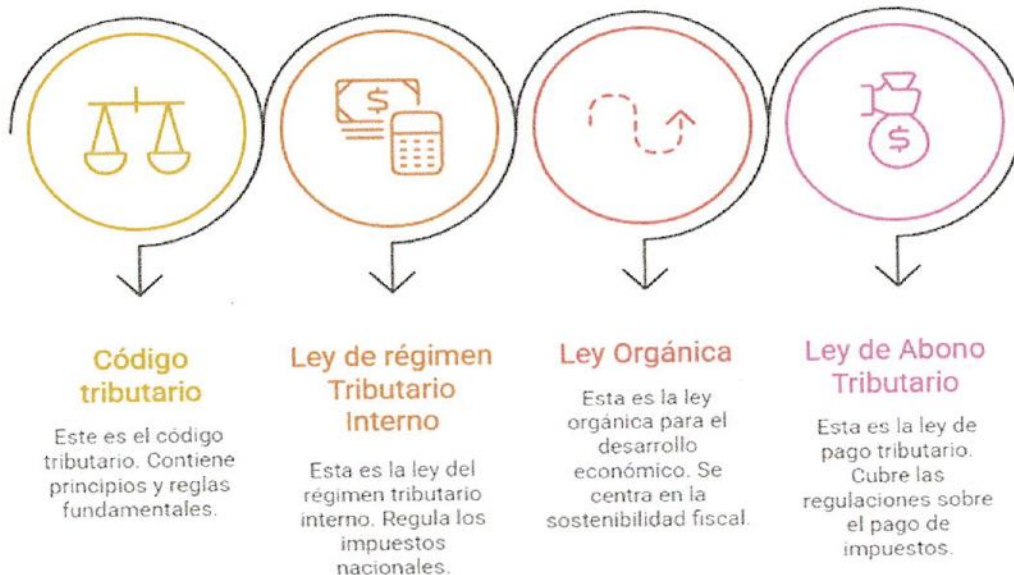 Código
tributario
Este es el código
tributario. Contiene
principios y reglas
fundamentales.
Ley de régimen
Tributario
Interno
Esta es la ley del
régimen tributario
interno. Regula los
impuestos
nacionales.
Ley Orgánica
Esta es la ley
orgánica para el
desarrollo
económico. Se
centra en la
sostenibilidad fiscal.
Ley de Abono
Tributario
Esta es la ley de
pago tributario.
Cubre las
regulaciones sobre
el pago de
impuestos.